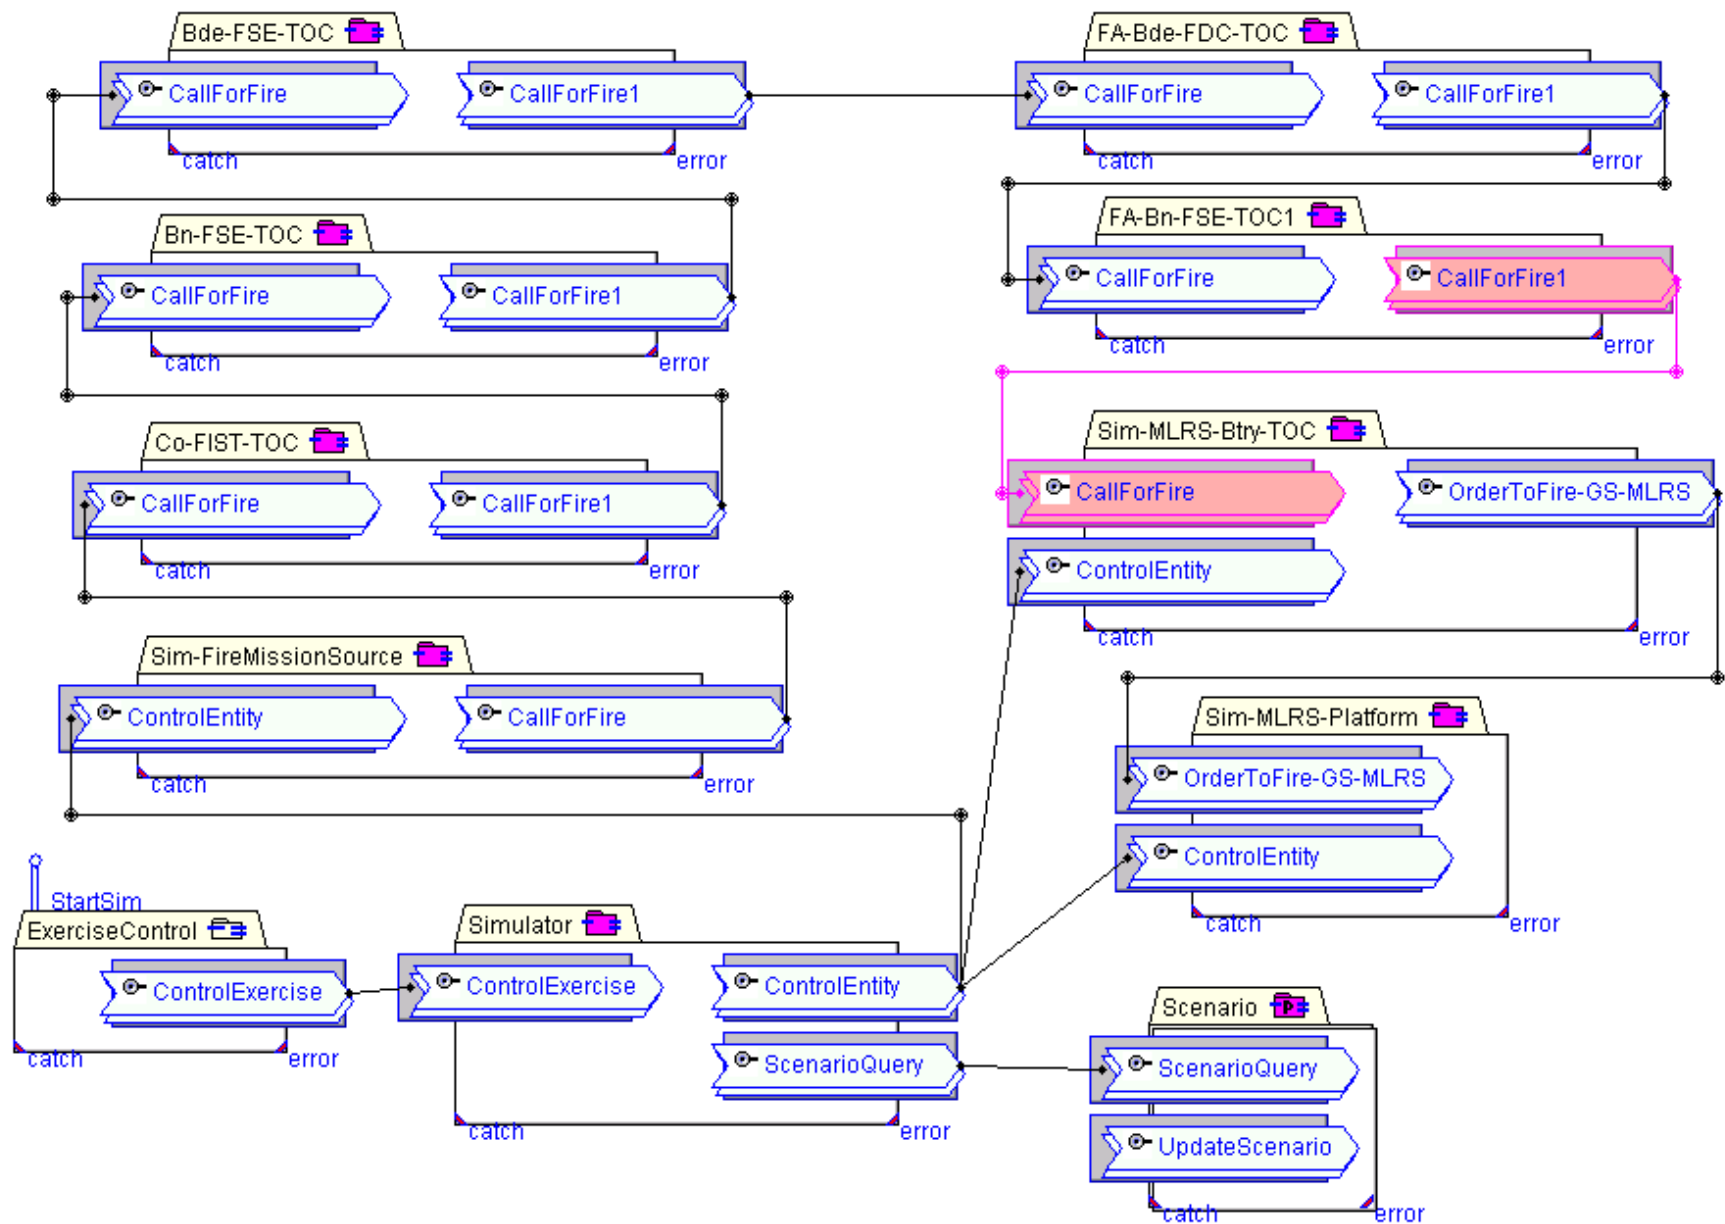 Bde-FSE-TOC
CallForFire
CallForFire1
catch
error
FA-Bde-FDC-TOC
CallForFire
CallForFire1
catch
error
Bn-FSE-TOC
CallForFire
CallForFire1
catch
error
FA-Bn-FSE-TOC1
CallForFire
CallForFire1
catch
error
Co-FIST-TOC
CallForFire
CallForFire1
catch
error
Sim-MLRS-Btry-TOC
CallForFire
OrderToFire-GS-MLRS
ControlEntity
catch
error
Sim-FireMissionSource
ControlEntity
CallForFire
catch
error
Sim-MLRS-Platform
OrderToFire-GS-MLRS
ControlEntity
catch
error
StartSim
ExerciseControl
ControlExercise
catch
error
Simulator
ControlExercise
ControlEntity
ScenarioQuery
catch
error
Scenario
P
ScenarioQuery
UpdateScenario
catch
error